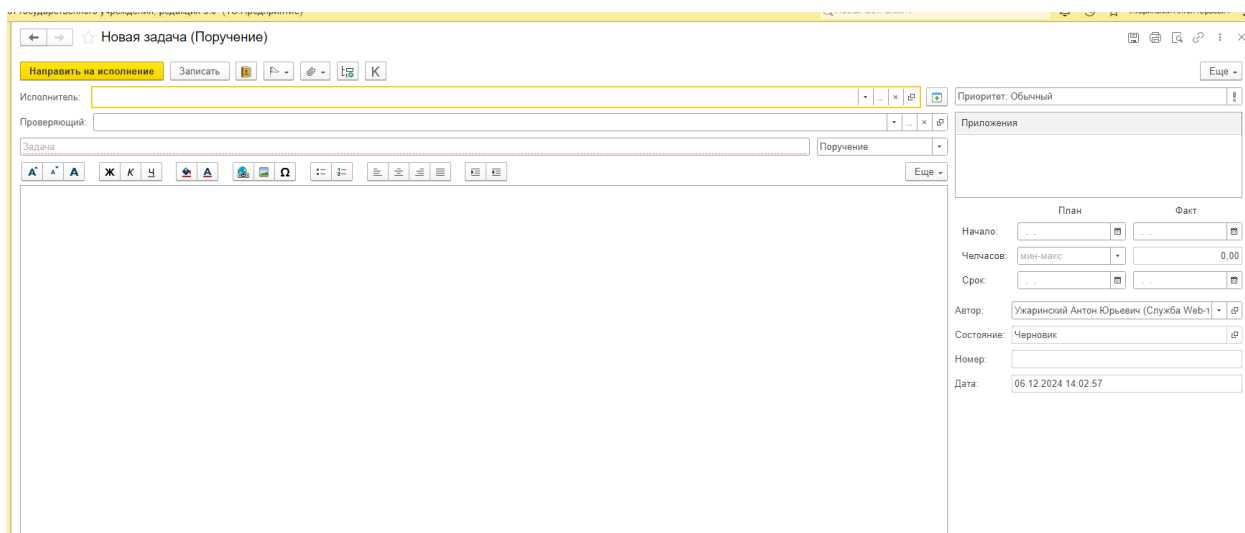 Новая задача (Поручение)
Направить на исполнение Записать К Еще
Исполнитель: Приоритет: Обычный
Проверяющий: Приложения
Задача Поручение
А А А Ж К Ч А Ω Еще
План Факт
Начало: . . . .
Челчасов: мин-макс 0,00
Срок: . . . .
Автор: Ужаринский Антон Юрьевич (Служба Web-т
Состояние: Черновик
Номер:
Дата: 06.12.2024 14:02:57